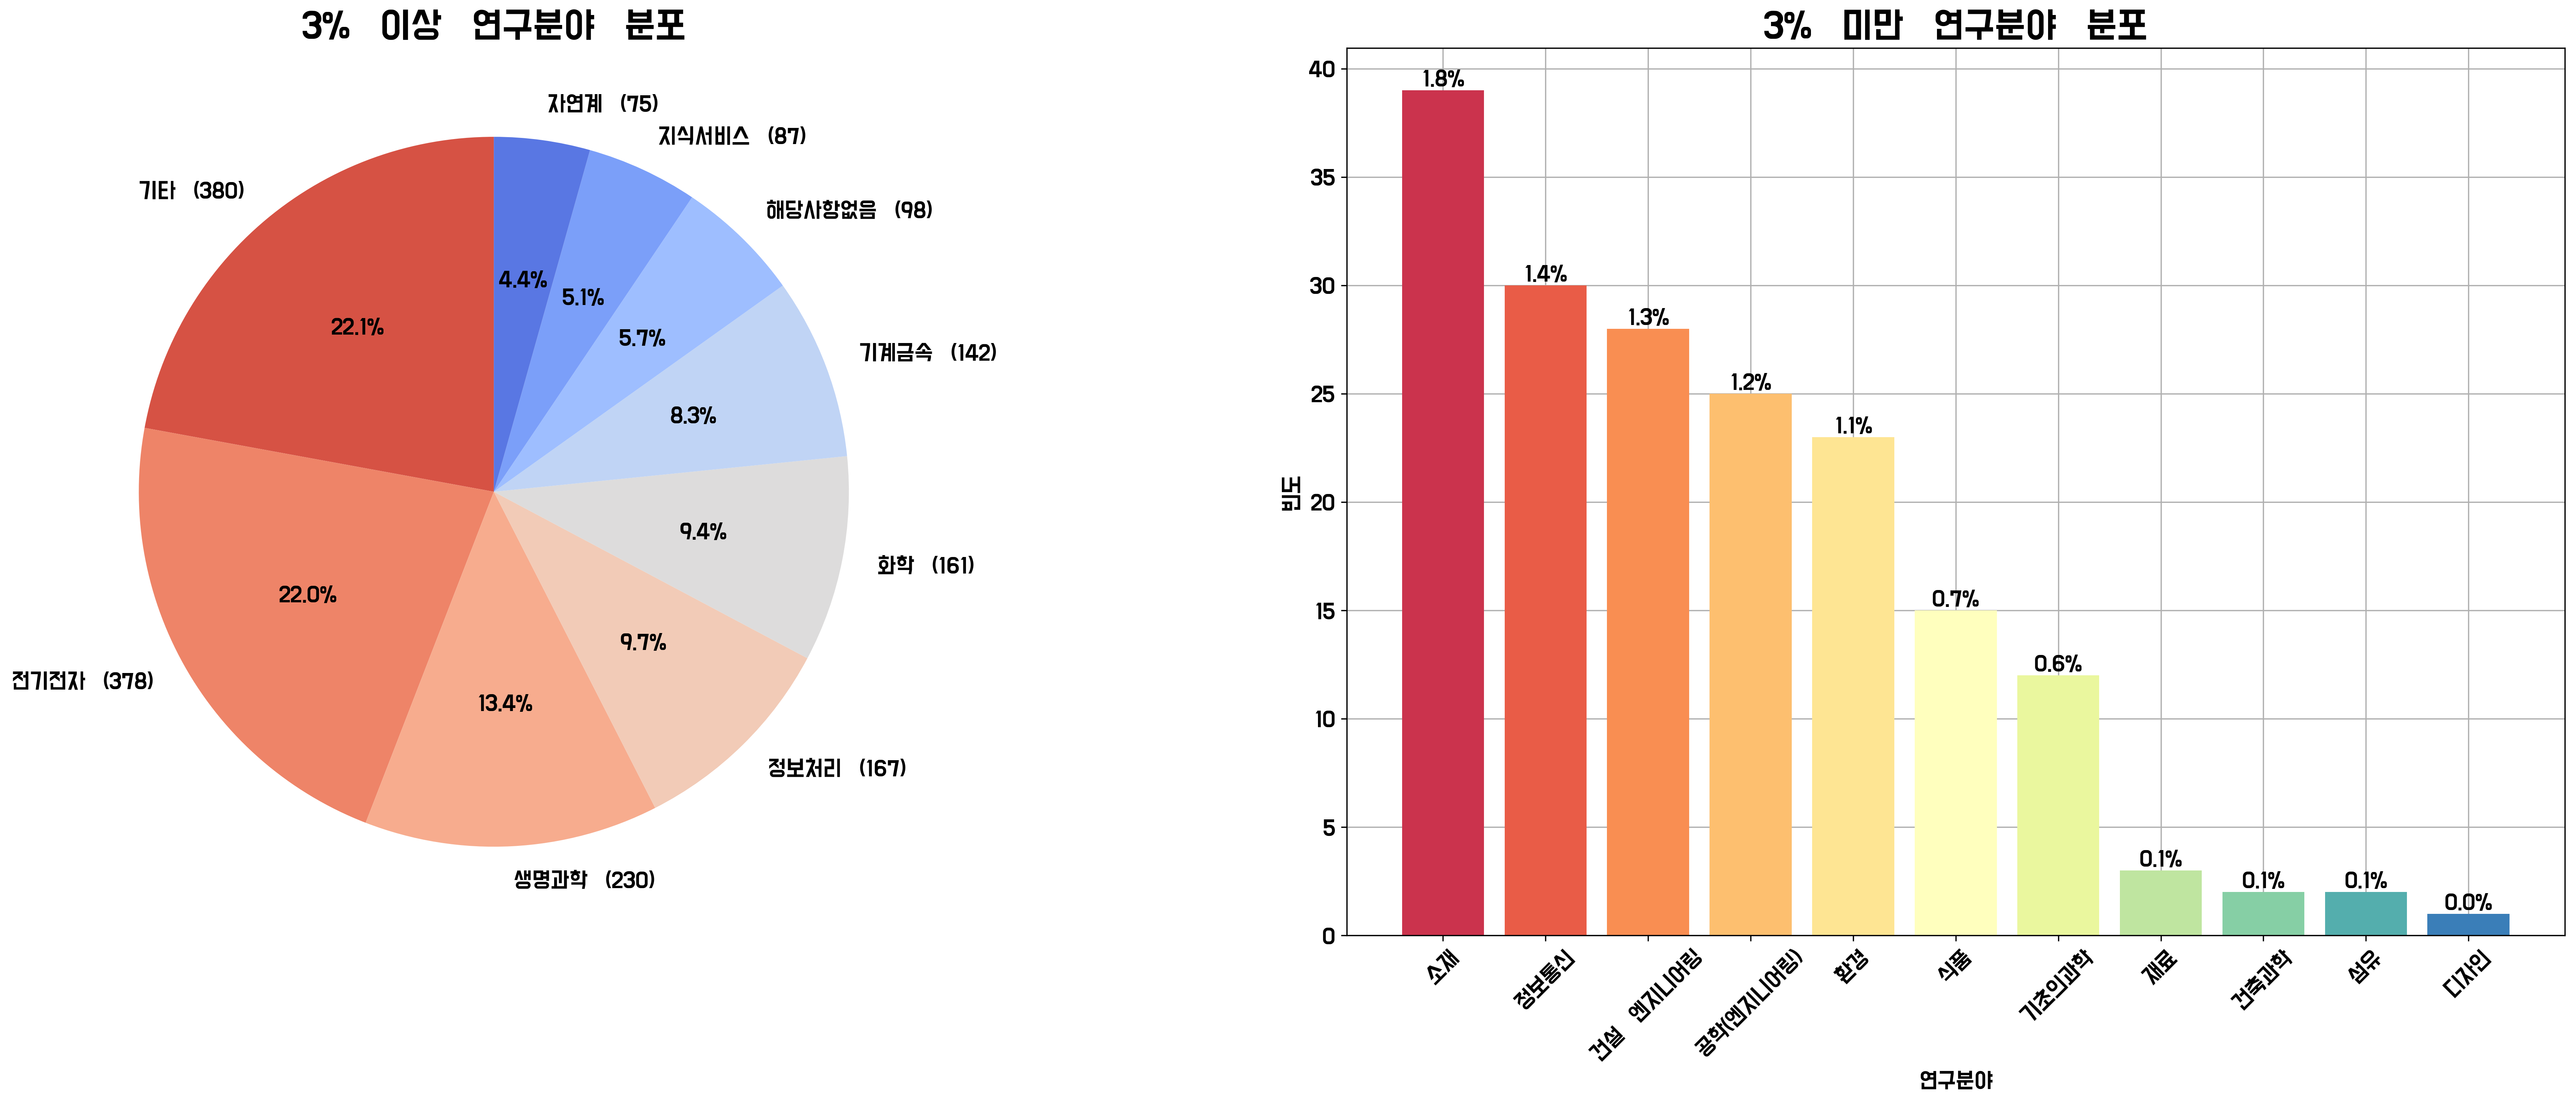 3% 이상 연구분야 분포
자연계 (75)
지식서비스 (87)
기타 (380)
해당사항없음 (98)
4.4%
5.1%
22.1%
5.7%
기계금속 (142)
8.3%
9.4%
화학 (161)
22.0%
9.7%
전기전자 (378)
13.4%
정보처리 (167)
생명과학 (230)
3% 미만 연구분야 분포
빈도
40
35
30
25
20
15
10
5
0
1.8%
1.4%
1.3%
1.2%
1.1%
0.7%
0.6%
0.1%
0.1%
0.1%
0.0%
소재
정보통신
건설 엔지니어링
공학(엔지니어링)
환경
식품
기초의과학
재료
건축과학
섬유
디자인
연구분야